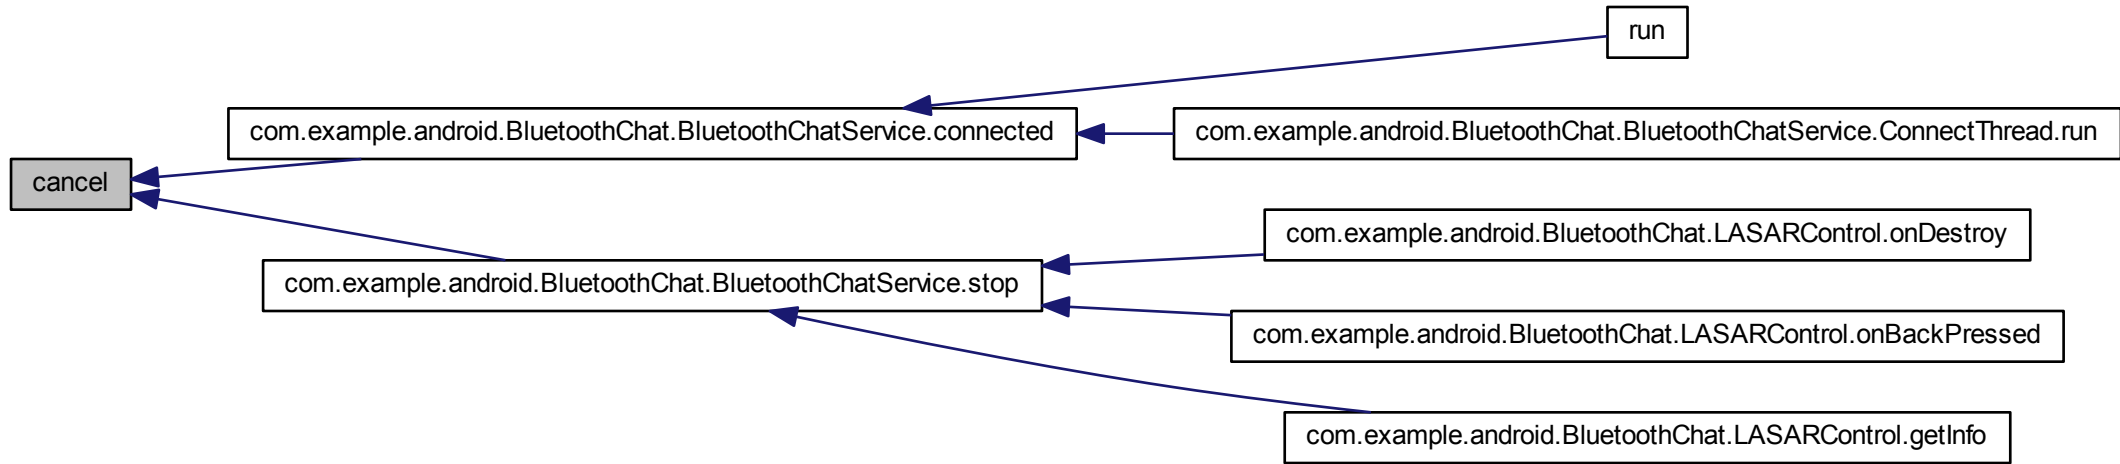 run
com.example.android.BluetoothChat.BluetoothChatService.connected
com.example.android.BluetoothChat.BluetoothChatService.ConnectThread.run
cancel
com.example.android.BluetoothChat.LASARControl.onDestroy
com.example.android.BluetoothChat.BluetoothChatService.stop
com.example.android.BluetoothChat.LASARControl.onBackPressed
com.example.android.BluetoothChat.LASARControl.getInfo